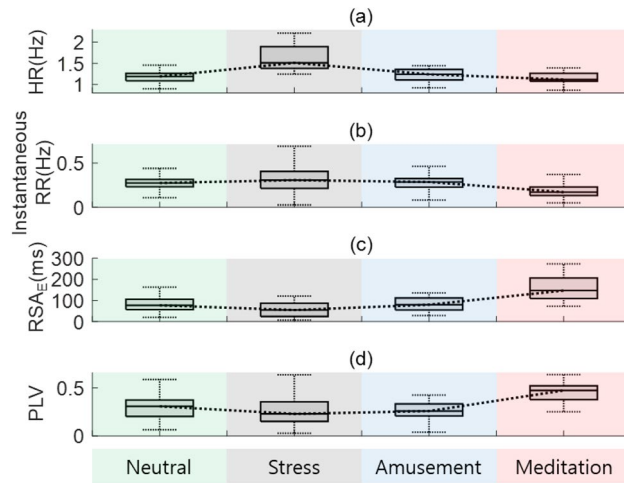 (a)
HR(Hz)
2
1.5
1
(b)
Instantaneous
RR(Hz)
0.5
0
(c)
RSA_E(ms)
300
200
100
0
(d)
PLV
0.5
0
Neutral Stress Amusement Meditation